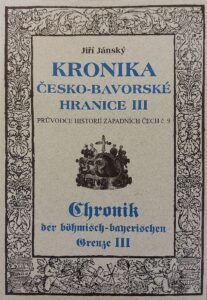 Jiří Jánský
KRONIKA
ČESKO-BAVORSKÉ
HRANICE III
PRŮVODCE HISTORIÍ ZÁPADNÍCH ČECH č. 9
Chronik
der böhmisch-bayerischen
Grenze III